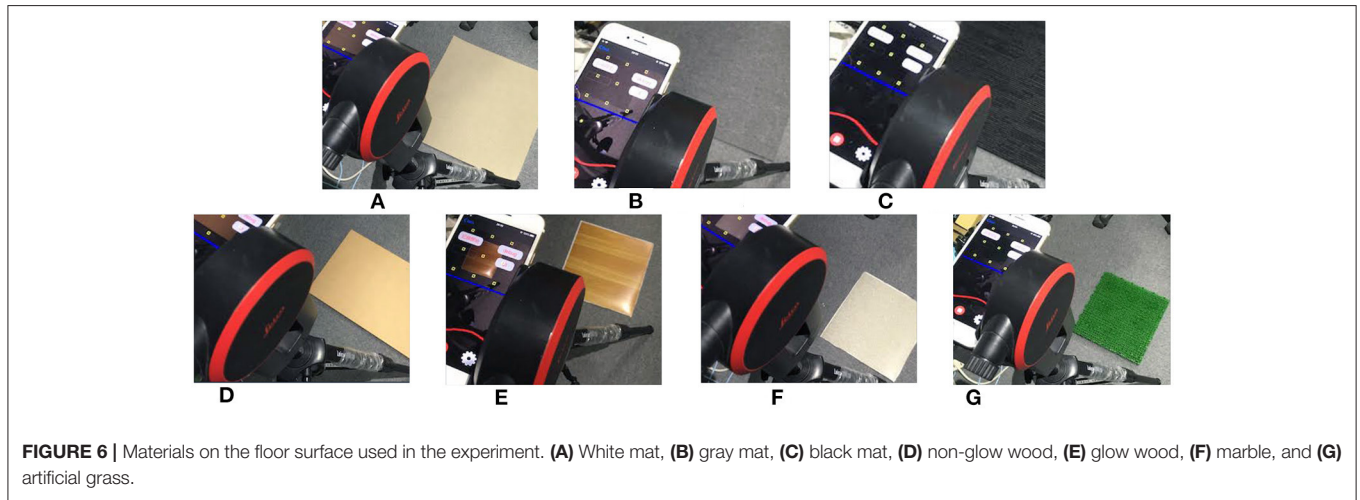 A
B
C
D
E
F
G
FIGURE 6 | Materials on the floor surface used in the experiment. (A) White mat, (B) gray mat, (C) black mat, (D) non-glow wood, (E) glow wood, (F) marble, and (G)
artificial grass.